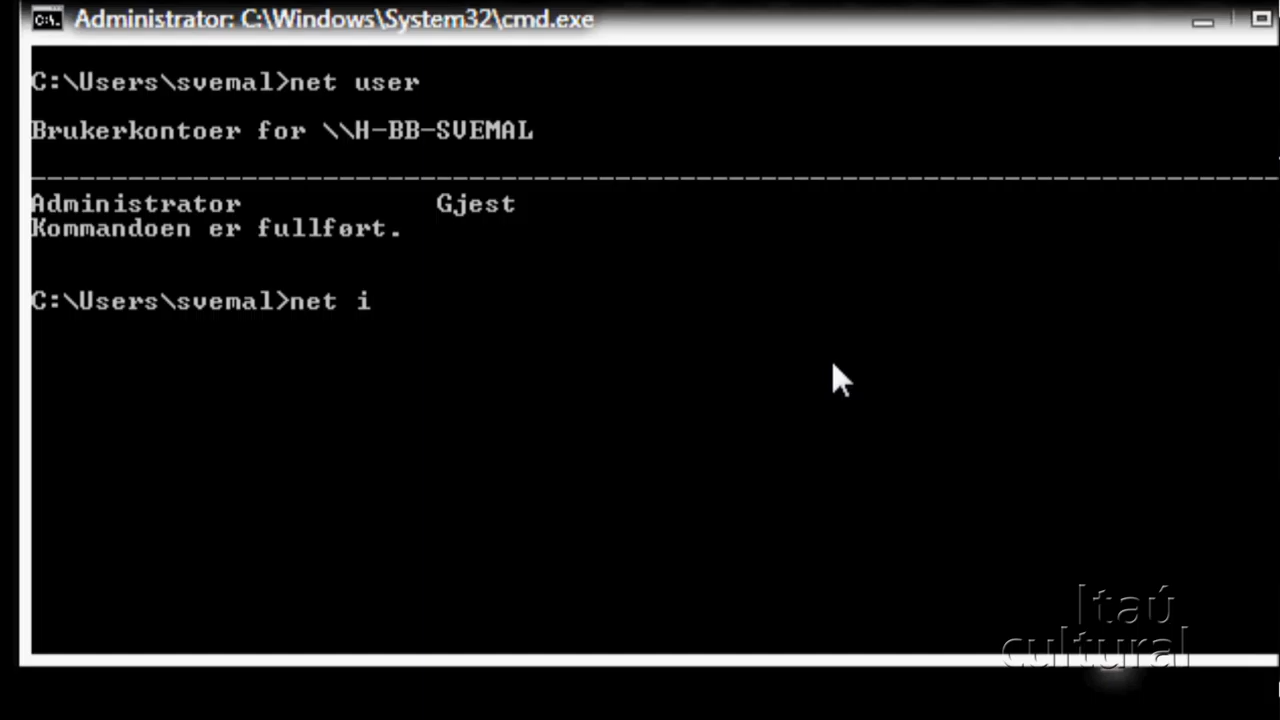 Administrator: C:\Windows\System32\cmd.exe
C:\Users\svemal>net user
Brukerkontoer for \\H-BB-SVEMAL
-------------------------------------------------------------------------------
Administrator Gjest
Kommandoen er fullført.
C:\Users\svemal>net i
Itaú
cultural